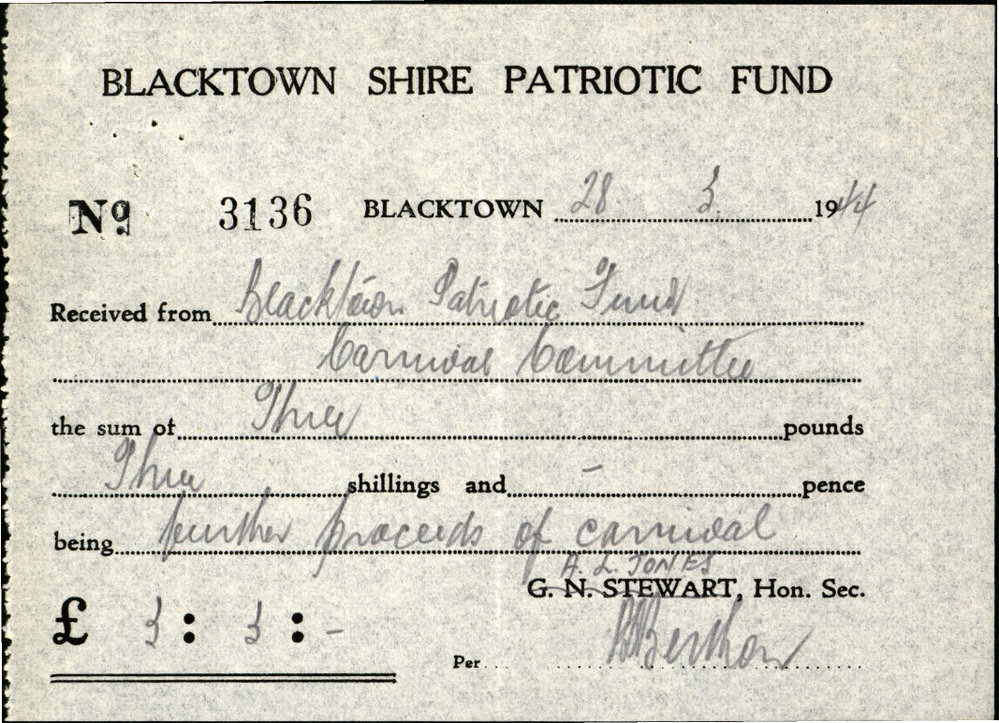 BLACKTOWN SHIRE PATRIOTIC FUND
No 3136 BLACKTOWN 28. 3. 1944
Received from Blacktown Patriotic Fund
Carnival Committee
the sum of Three pounds
Three shillings and - pence
being further proceeds of carnival
A. L. JONES
G. N. STEWART, Hon. Sec.
£ 3 : 3 : -
Per